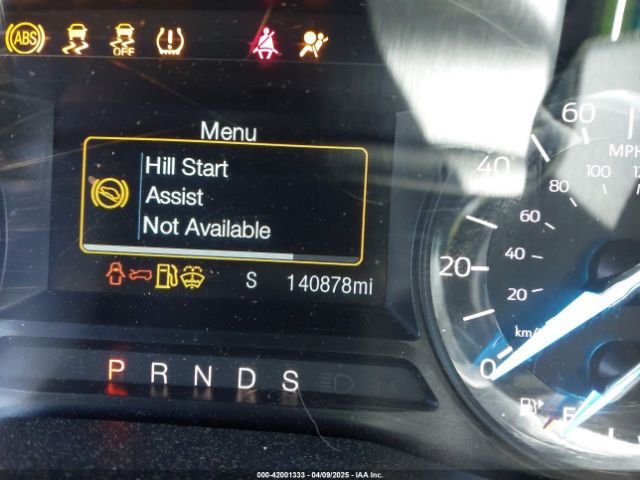 ABS
OFF
Menu
Hill Start
Assist
Not Available
S 140878mi
P R N D S
0 20 40 60
MPH
20 40 60 80 100
km/
E
000-42001333 - 04/09/2025 - IAA Inc.